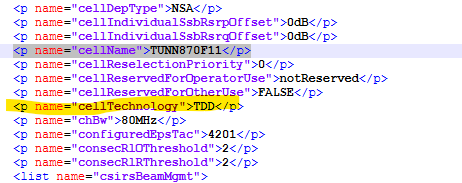 <p name="cellDepType">NSA</p>
<p name="cellIndividualSsbRsrpOffset">0dB</p>
<p name="cellIndividualSsbRsrqOffset">0dB</p>
<p name="cellName">TUNN870F11</p>
<p name="cellReselectionPriority">0</p>
<p name="cellReservedForOperatorUse">notReserved</p>
<p name="cellReservedForOtherUse">FALSE</p>
<p name="cellTechnology">TDD</p>
<p name="chBw">80MHz</p>
<p name="configuredEpsTac">4201</p>
<p name="consecRlOThreshold">2</p>
<p name="consecRlRThreshold">2</p>
<list name="csirsBeamMgmt">